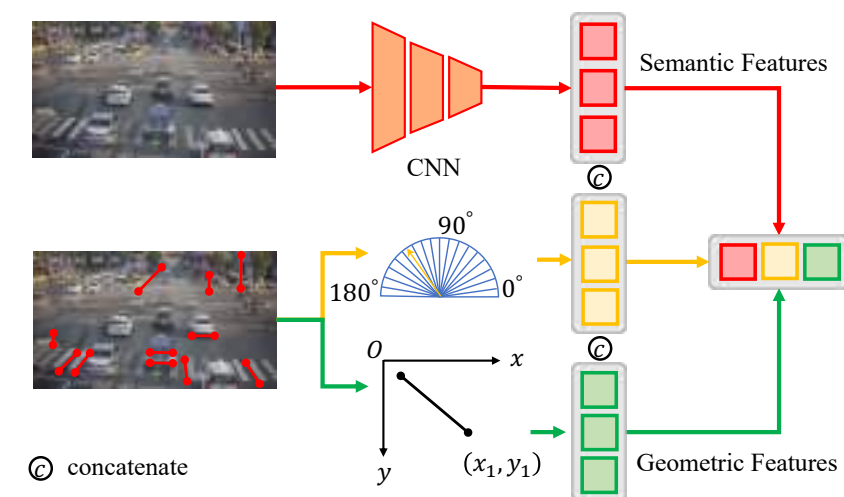 Semantic Features
CNN
c
90°
180°
0°
c
O
x
y
(x₁, y₁)
Geometric Features
c concatenate